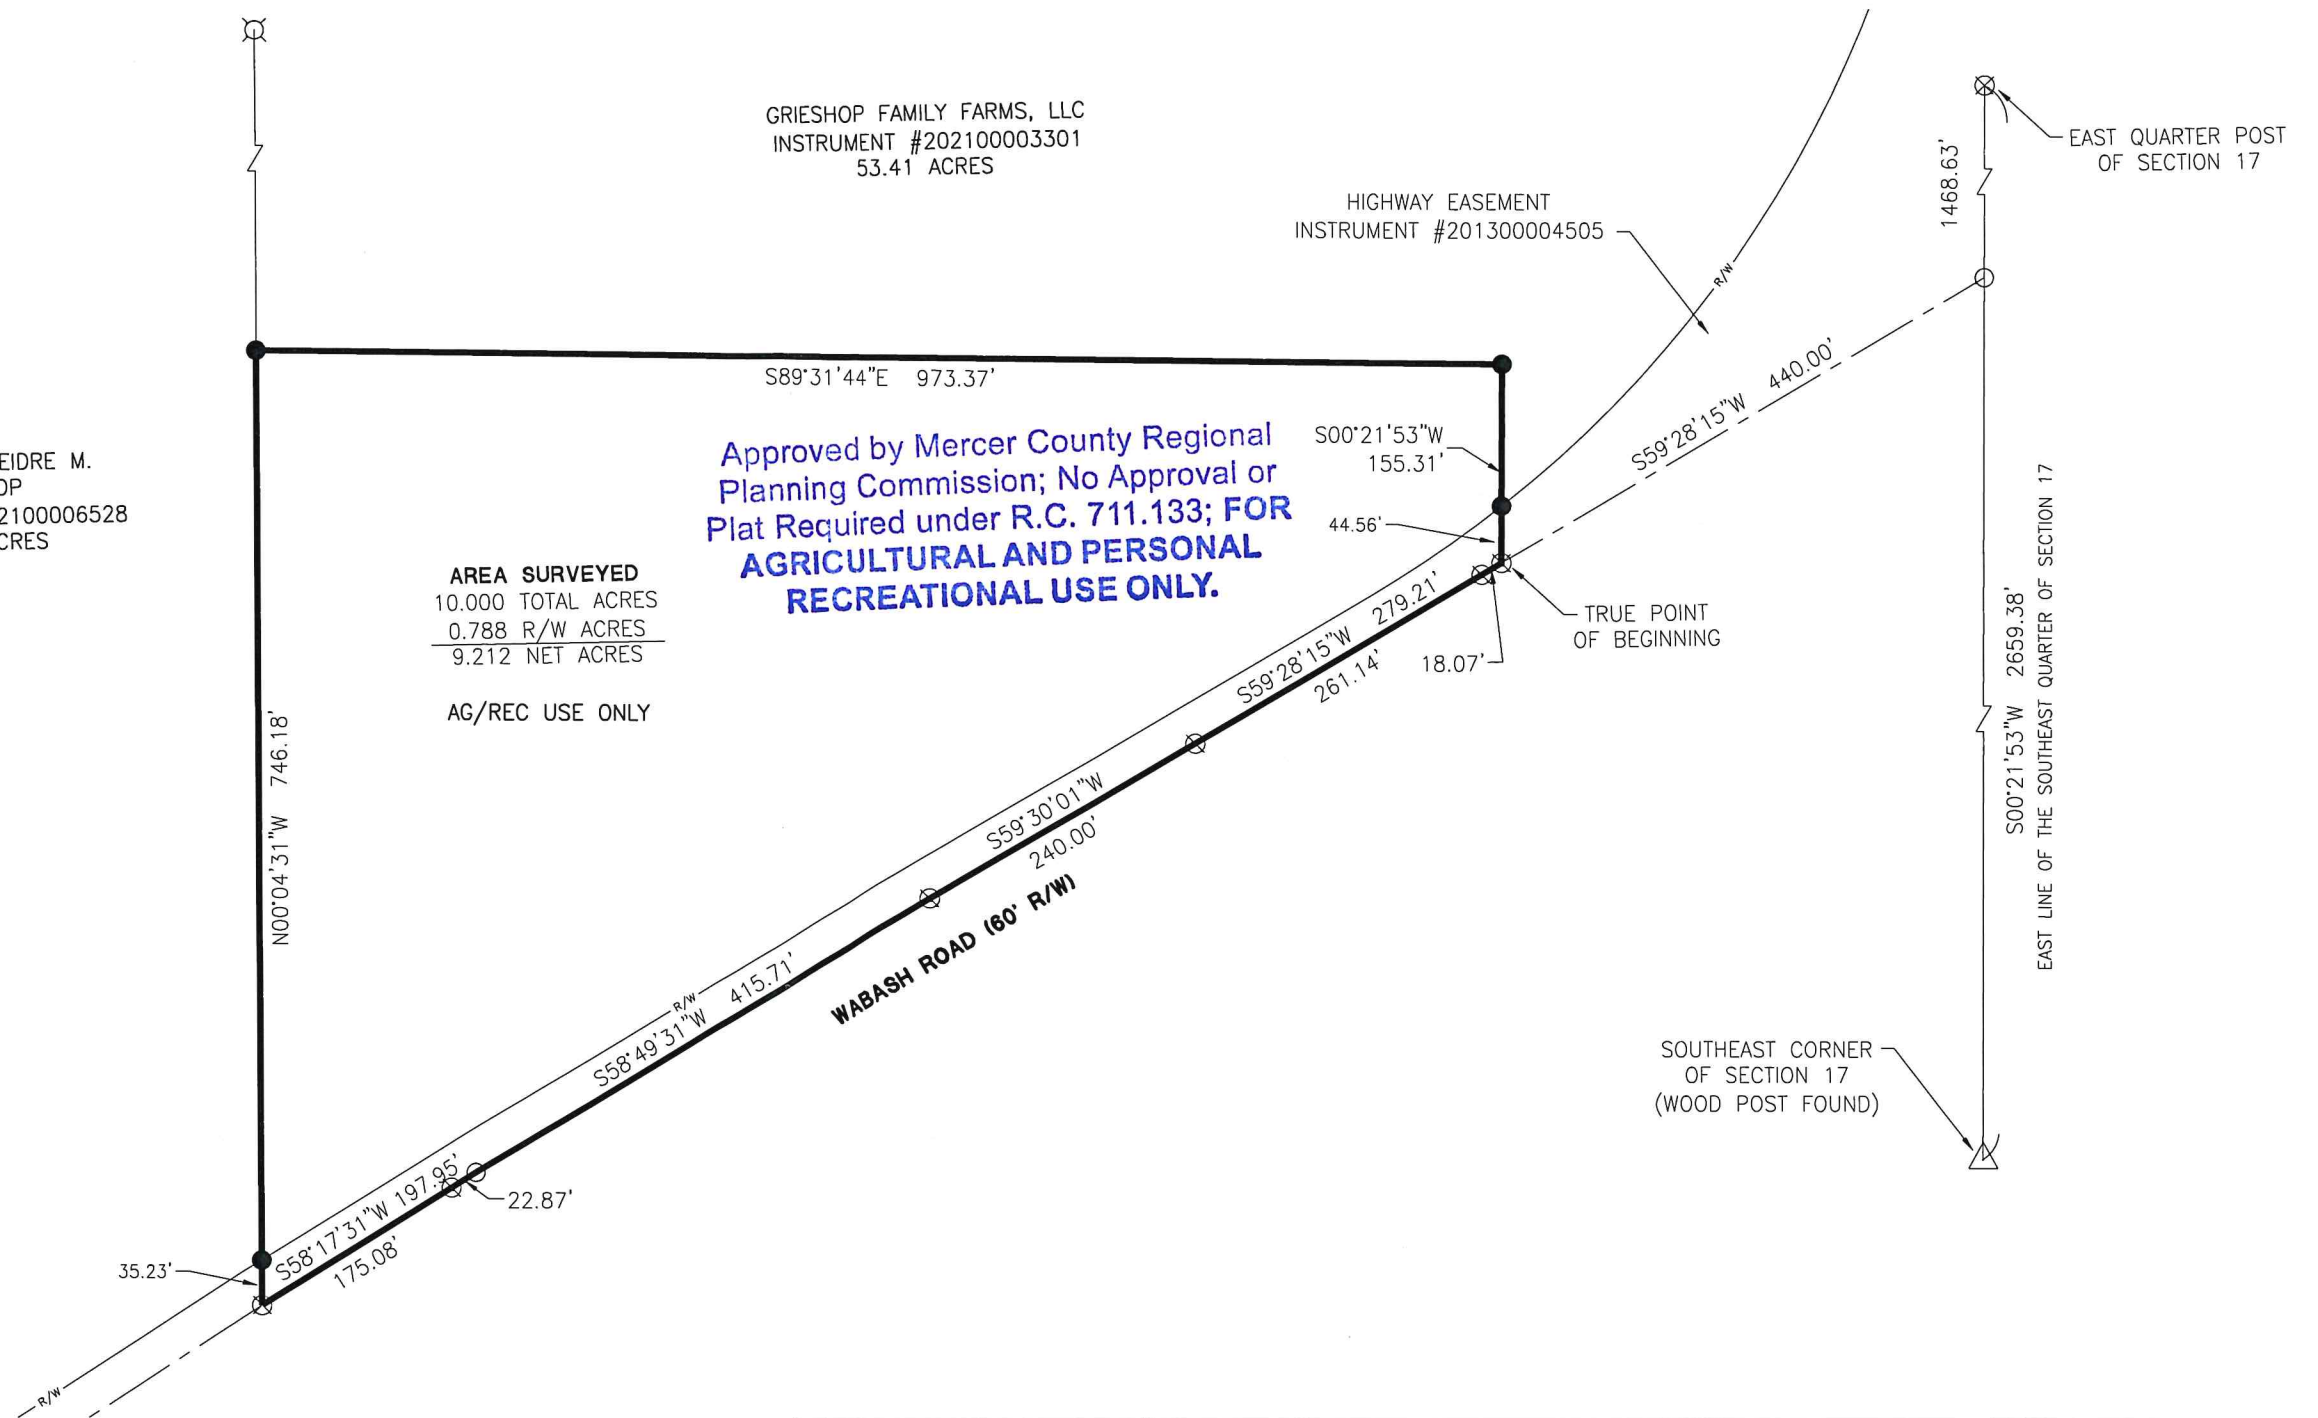 GRIESHOP FAMILY FARMS, LLC
INSTRUMENT #202100003301
53.41 ACRES
EAST QUARTER POST
OF SECTION 17
1468.63'
HIGHWAY EASEMENT
INSTRUMENT #201300004505
R/W
S89°31'44"E 973.37'
S59°28'15"W 440.00'
Approved by Mercer County Regional
Planning Commission; No Approval or
Plat Required under R.C. 711.133; FOR
AGRICULTURAL AND PERSONAL
RECREATIONAL USE ONLY.
S00°21'53"W
155.31'
44.56'
EIDRE M.
OP
2100006528
CRES
AREA SURVEYED
10.000 TOTAL ACRES
0.788 R/W ACRES
9.212 NET ACRES
AG/REC USE ONLY
TRUE POINT
OF BEGINNING
S59°28'15"W 279.21'
261.14'
18.07'
N00°04'31"W 746.18'
S00°21'53"W 2659.38'
EAST LINE OF THE SOUTHEAST QUARTER OF SECTION 17
S59°30'01"W
240.00'
WABASH ROAD (60' R/W)
R/W
S58°49'31"W 415.71'
SOUTHEAST CORNER
OF SECTION 17
(WOOD POST FOUND)
S58°17'31"W 197.95'
22.87'
175.08'
35.23'
R/W